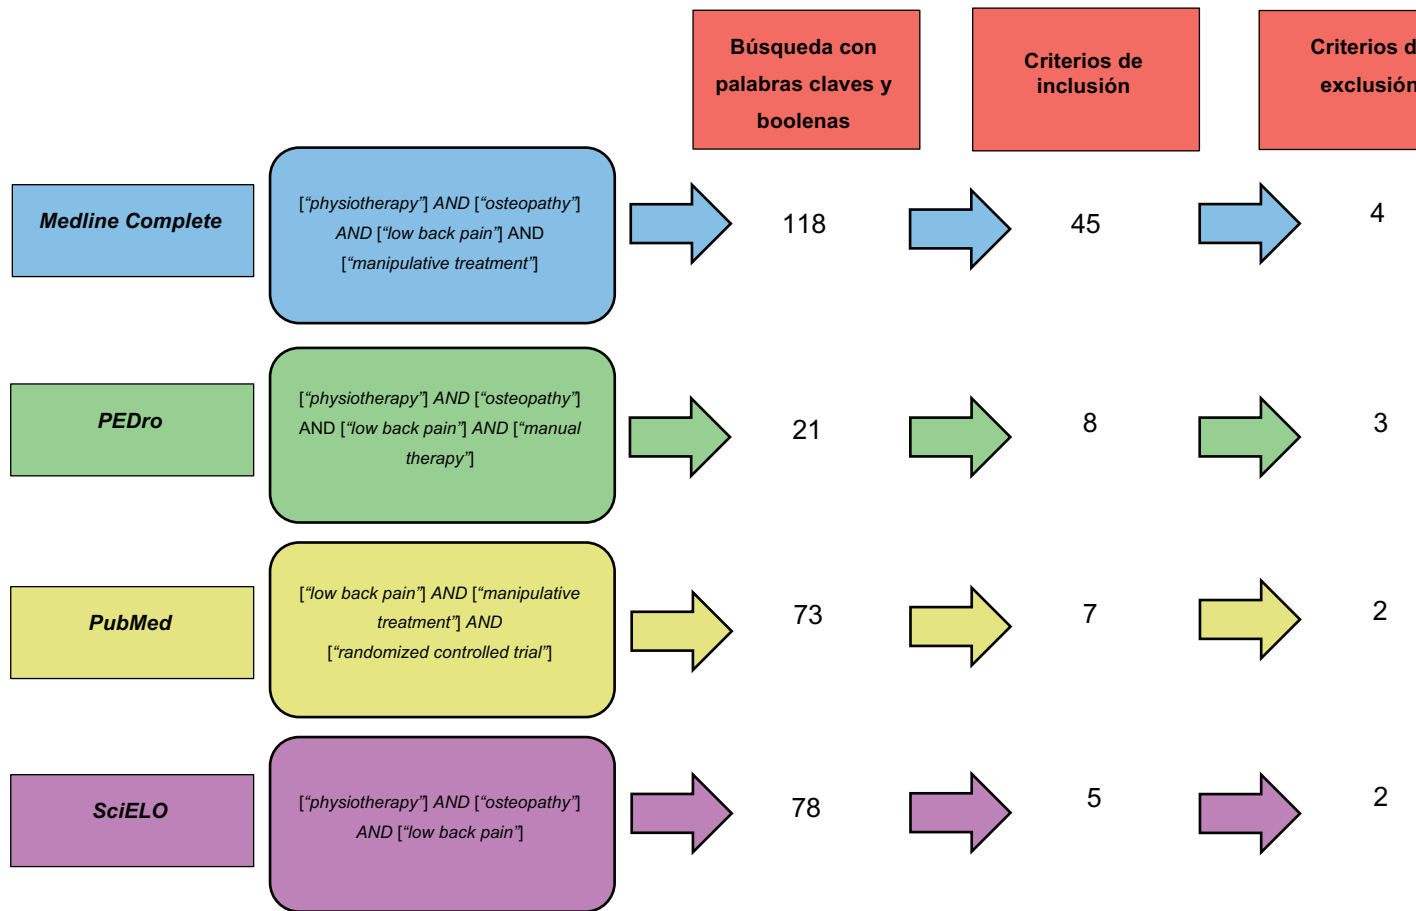 Búsqueda con
palabras claves y
boolenas
Criterios de
inclusión
Criterios d
exclusión
Medline Complete
[“physiotherapy”] AND [“osteopathy”]
AND [“low back pain”] AND
[“manipulative treatment”]
118
45
4
PEDro
[“physiotherapy”] AND [“osteopathy”]
AND [“low back pain”] AND [“manual
therapy”]
21
8
3
PubMed
[“low back pain”] AND [“manipulative
treatment”] AND
[“randomized controlled trial”]
73
7
2
SciELO
[“physiotherapy”] AND [“osteopathy”]
AND [“low back pain”]
78
5
2